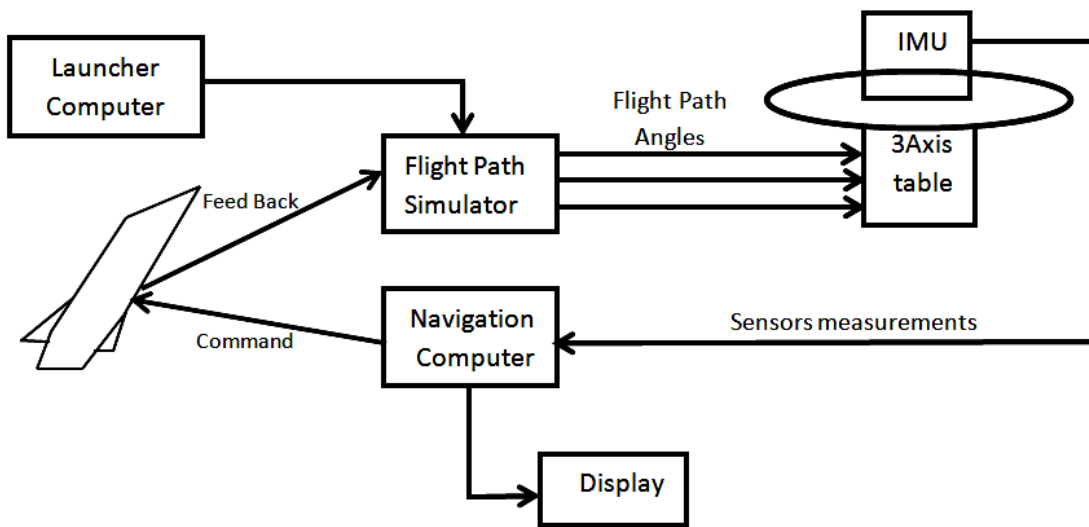 Launcher
Computer
IMU
Flight Path
Angles
3Axis
table
Flight Path
Simulator
Feed Back
Navigation
Computer
Sensors measurements
Command
Display